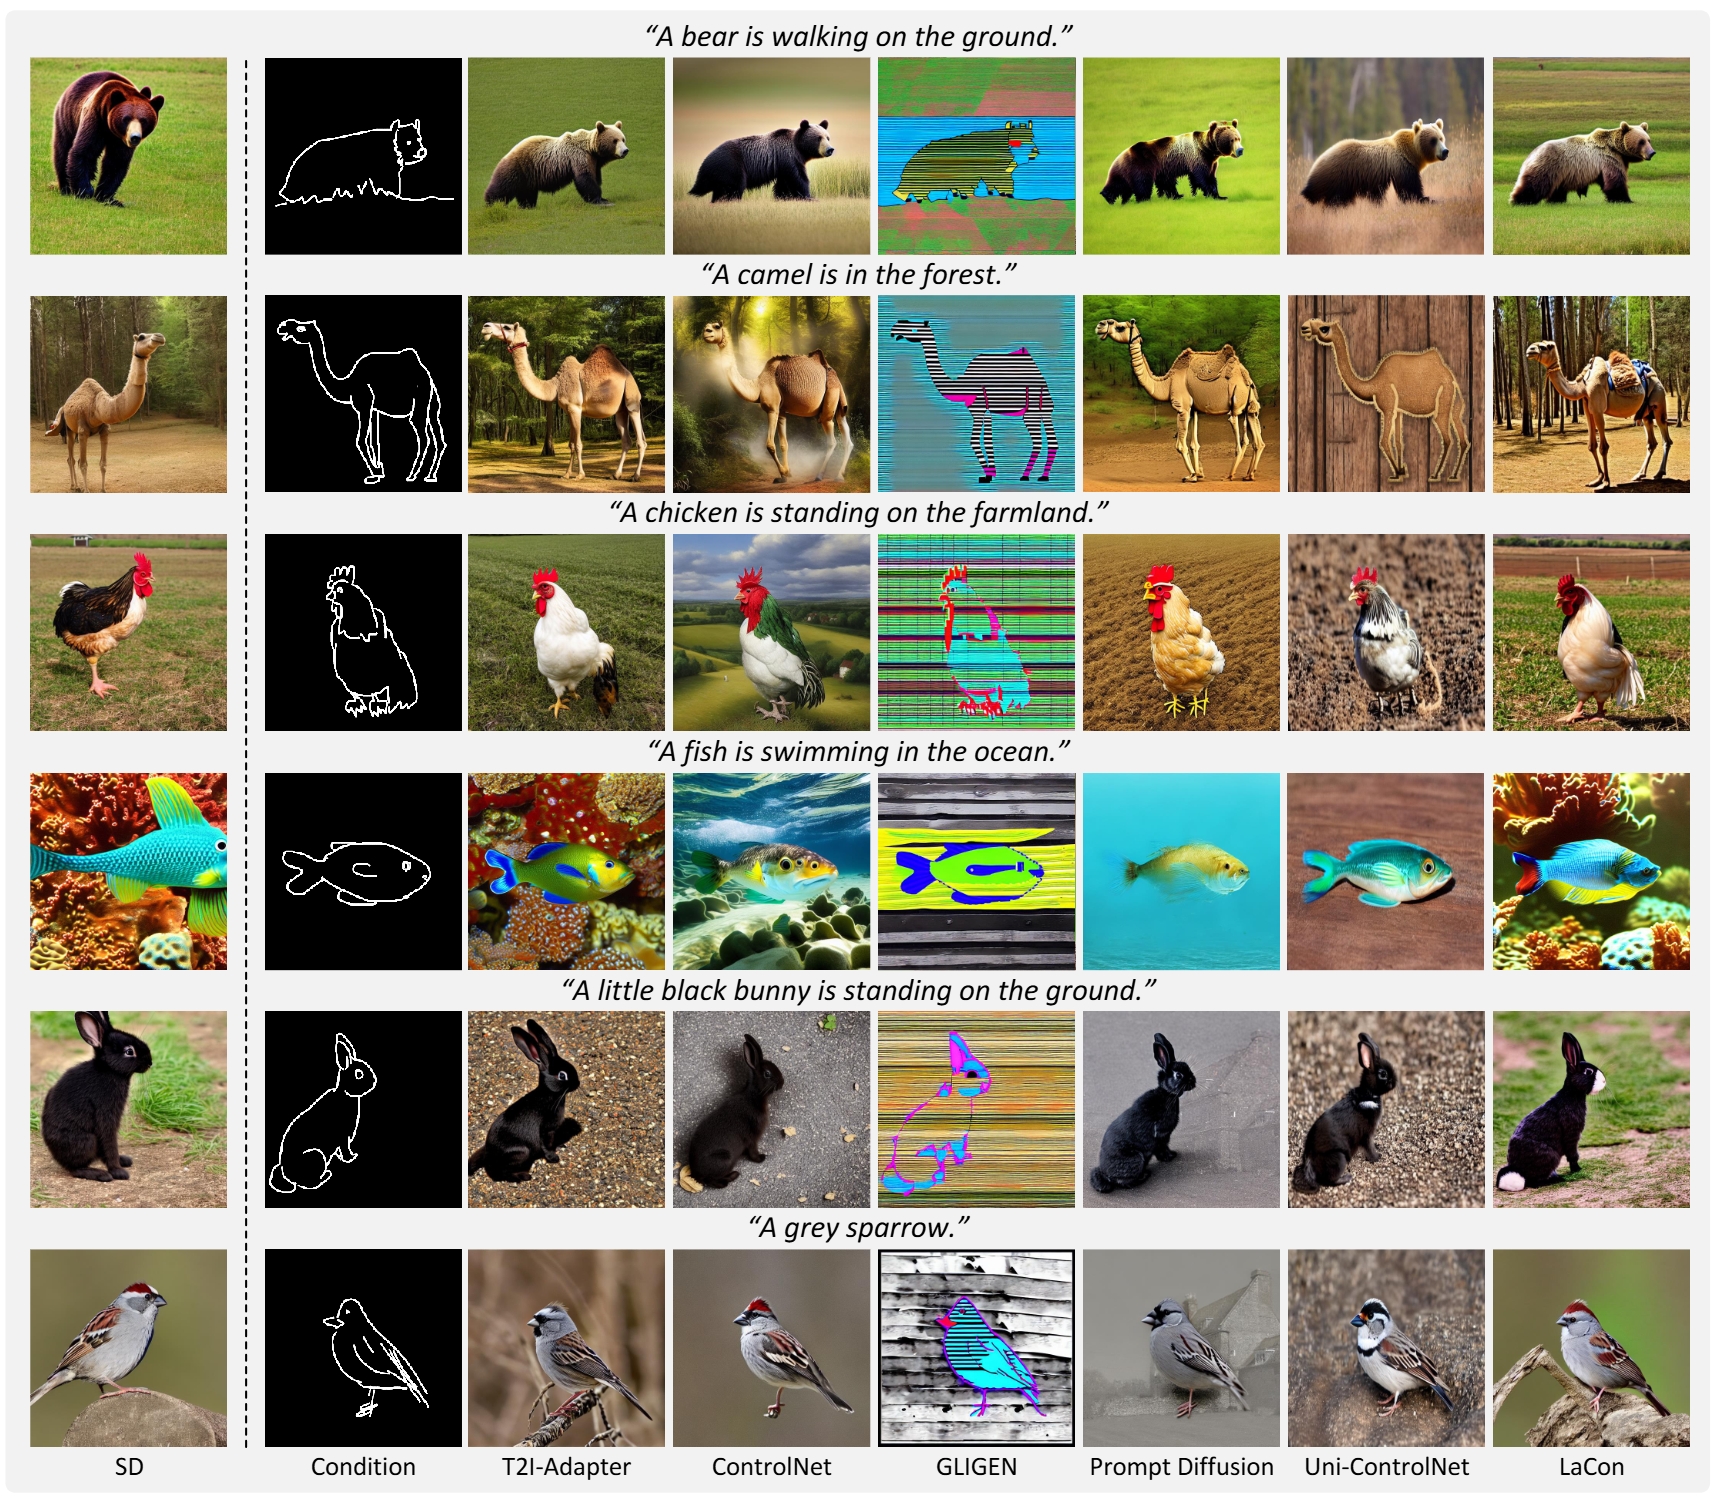 “A bear is walking on the ground.”
“A camel is in the forest.”
“A chicken is standing on the farmland.”
“A fish is swimming in the ocean.”
“A little black bunny is standing on the ground.”
“A grey sparrow.”
SD Condition T2I-Adapter ControlNet GLIGEN Prompt Diffusion Uni-ControlNet LaCon